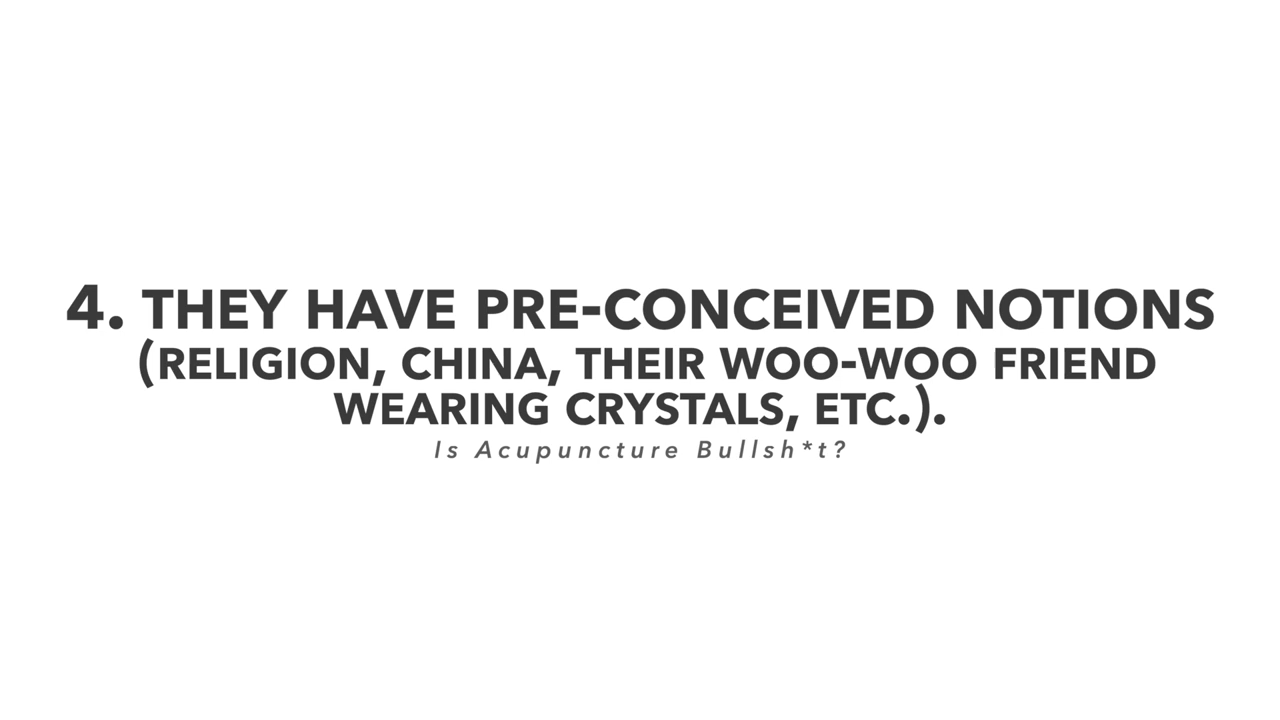 4. THEY HAVE PRE-CONCEIVED NOTIONS
(RELIGION, CHINA, THEIR WOO-WOO FRIEND
WEARING CRYSTALS, ETC.).
Is Acupuncture Bullsh*t?